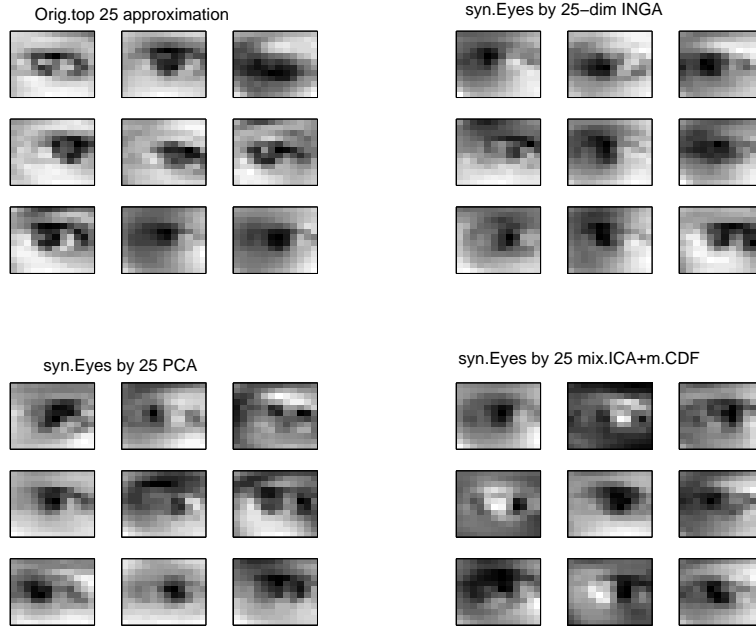 Orig.top 25 approximation
syn.Eyes by 25−dim INGA
syn.Eyes by 25 PCA
syn.Eyes by 25 mix.ICA+m.CDF